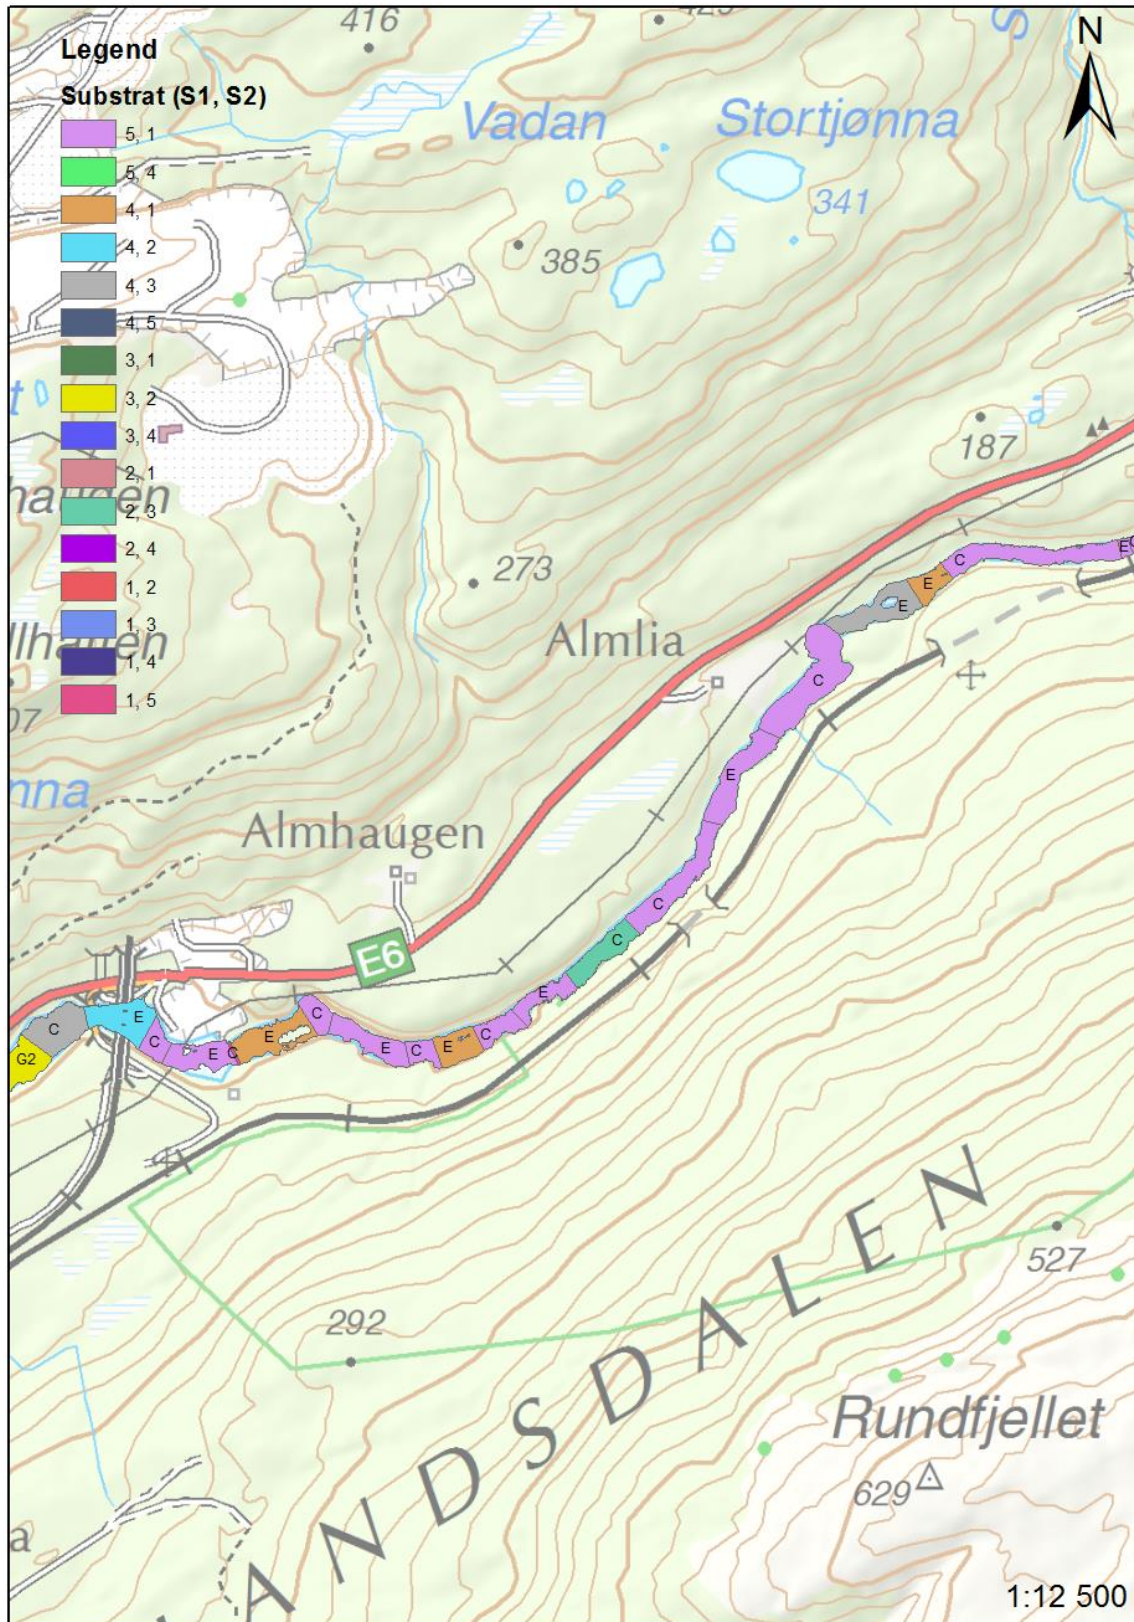 Legend
Substrat (S1, S2)
5, 1
5, 4
4, 1
4, 2
4, 3
4, 5
3, 1
3, 2
3, 4
2, 1
2, 3
2, 4
1, 2
1, 3
1, 4
1, 5
416
N
Vadan
Stortjønna
341
385
187
273
Almlia
Almhaugen
E6
nna
E
C
E
E
C
E
C
C
E
C
E
C
E
C
E
C
E
C
E
C
G2
292
527
ANDSDALEN
Rundfjellet
629
a
1:12 500